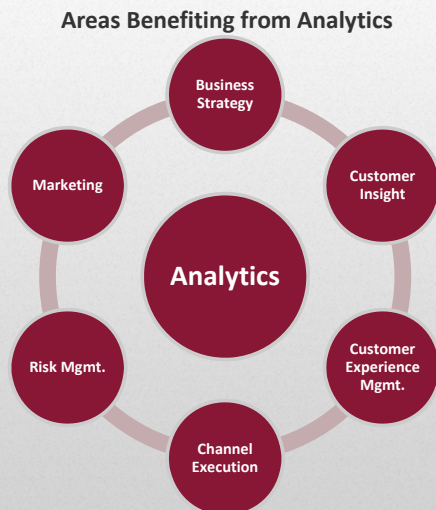 Areas Benefiting from Analytics
Business
Strategy
Customer
Insight
Customer
Experience
Mgmt.
Channel
Execution
Risk Mgmt.
Marketing
Analytics